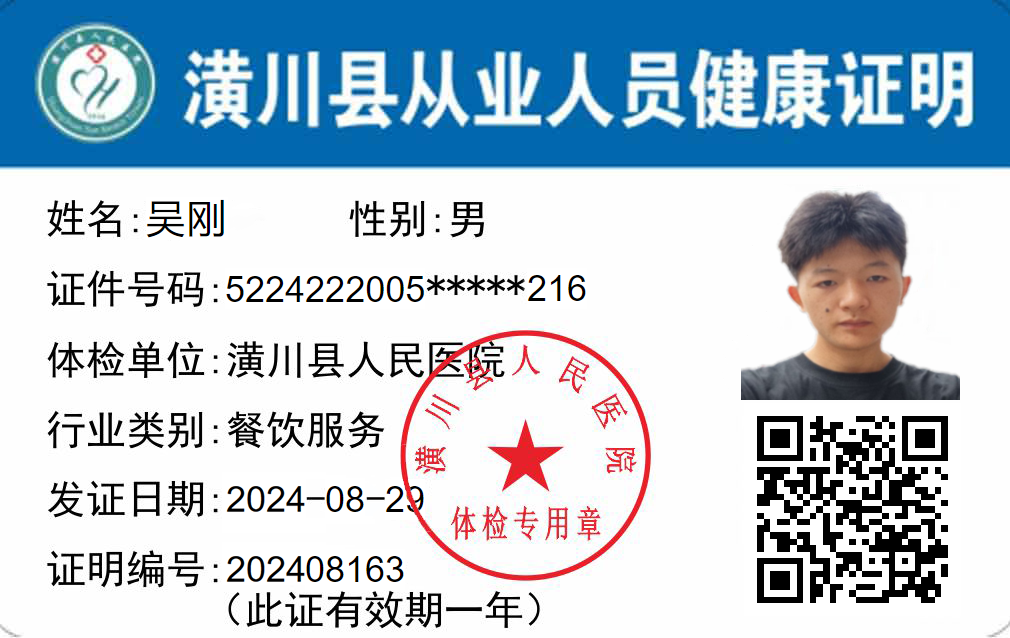 潢川县从业人员健康证明
姓名:吴刚 性别:男
证件号码:5224222005*****216
体检单位:潢川县人民医院
行业类别:餐饮服务
发证日期:2024-08-29
证明编号:202408163
(此证有效期一年)
潢川县人民医院
体检专用章